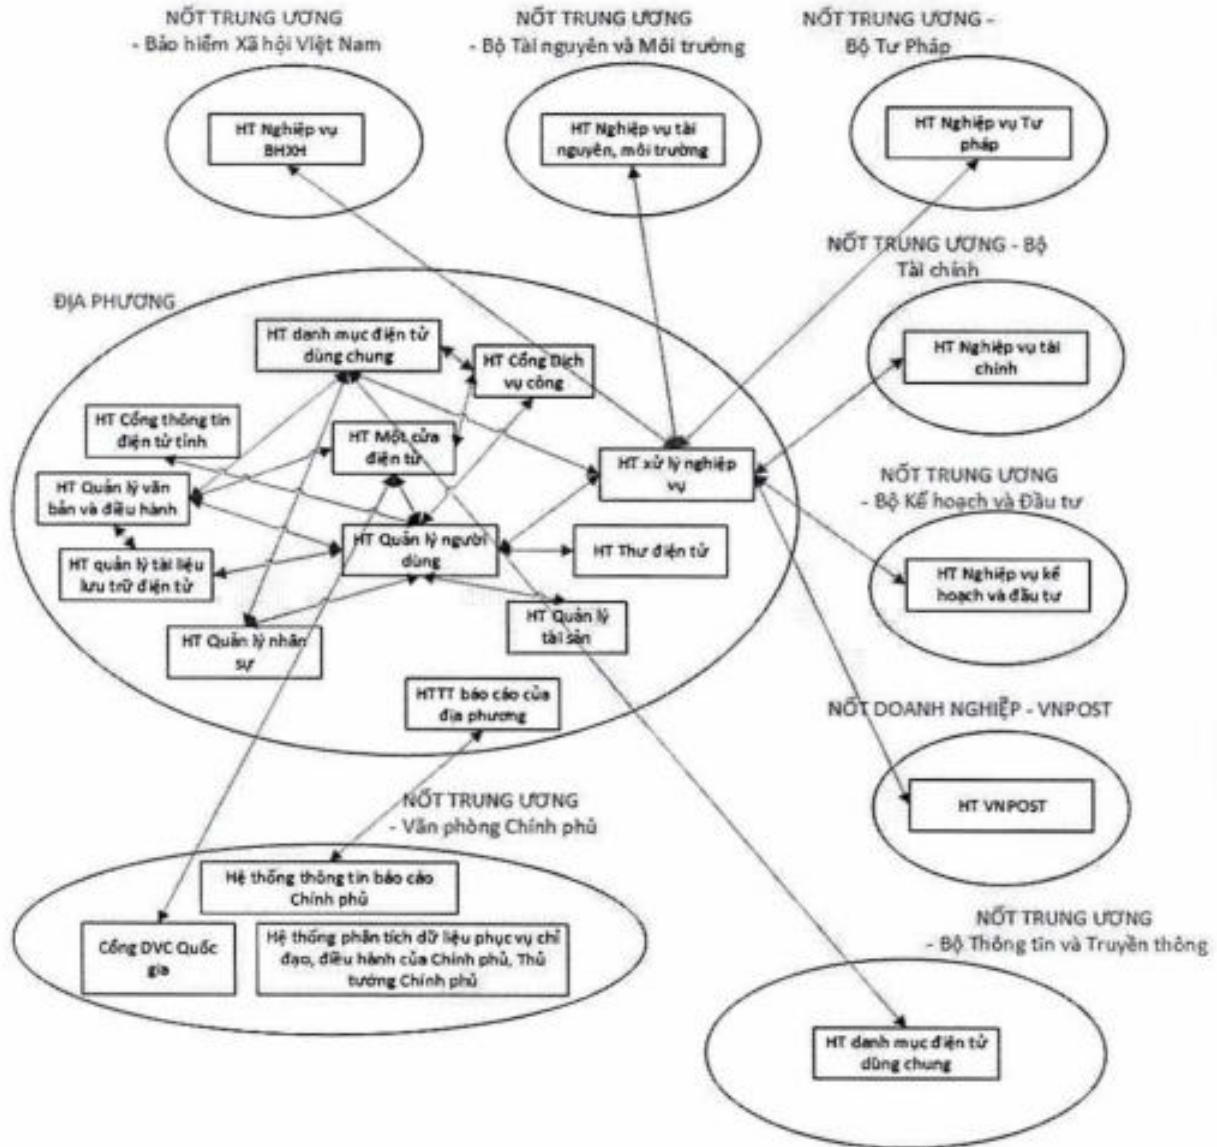 NỐT TRUNG ƯƠNG
- Bảo hiểm Xã hội Việt Nam
NỐT TRUNG ƯƠNG
- Bộ Tài nguyên và Môi trường
NỐT TRUNG ƯƠNG -
Bộ Tư Pháp
HT Nghiệp vụ
BHXH
HT Nghiệp vụ tài
nguyên, môi trường
HT Nghiệp vụ Tư
pháp
NỐT TRUNG ƯƠNG - Bộ
Tài chính
HT Nghiệp vụ tài
chính
ĐỊA PHƯƠNG
HT danh mục điện tử
dùng chung
HT Cổng Dịch
vụ công
HT Cổng thông tin
điện tử tỉnh
HT Một cửa
điện tử
HT xử lý nghiệp
vụ
HT Quản lý văn
bản và điều hành
HT Quản lý người
dùng
HT Thư điện tử
HT quản lý tài liệu
lưu trữ điện tử
HT Quản lý nhân
sự
HT Quản lý
tài sản
HTTT báo cáo của
địa phương
NỐT TRUNG ƯƠNG
- Bộ Kế hoạch và Đầu tư
HT Nghiệp vụ kế
hoạch và đầu tư
NỐT DOANH NGHIỆP - VNPOST
HT VNPOST
NỐT TRUNG ƯƠNG
- Văn phòng Chính phủ
Hệ thống thông tin báo cáo
Chính phủ
Cổng DVC Quốc
gia
Hệ thống phân tích dữ liệu phục vụ chỉ
đạo, điều hành của Chính phủ, Thủ
tướng Chính phủ
NỐT TRUNG ƯƠNG
- Bộ Thông tin và Truyền thông
HT danh mục điện tử
dùng chung